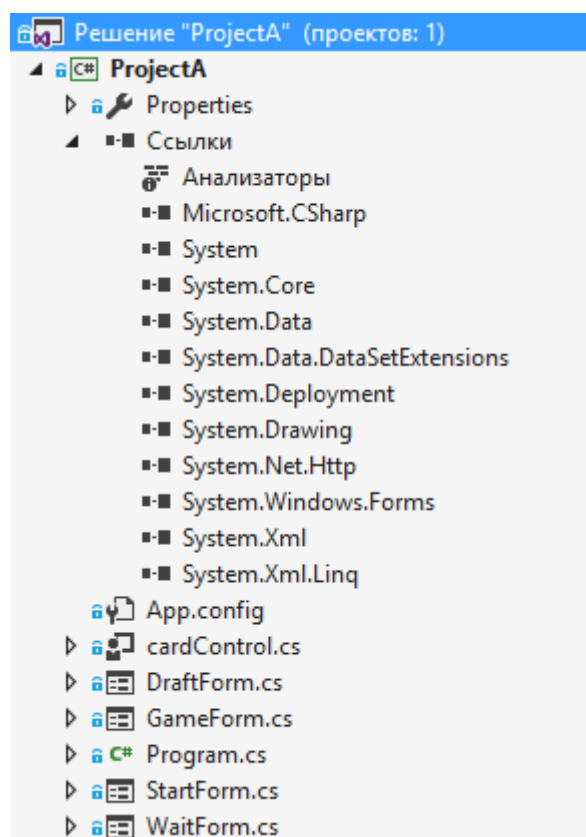 Решение "ProjectA" (проектов: 1)
C# ProjectA
Properties
Ссылки
Анализаторы
Microsoft.CSharp
System
System.Core
System.Data
System.Data.DataSetExtensions
System.Deployment
System.Drawing
System.Net.Http
System.Windows.Forms
System.Xml
System.Xml.Linq
App.config
cardControl.cs
DraftForm.cs
GameForm.cs
C# Program.cs
StartForm.cs
WaitForm.cs